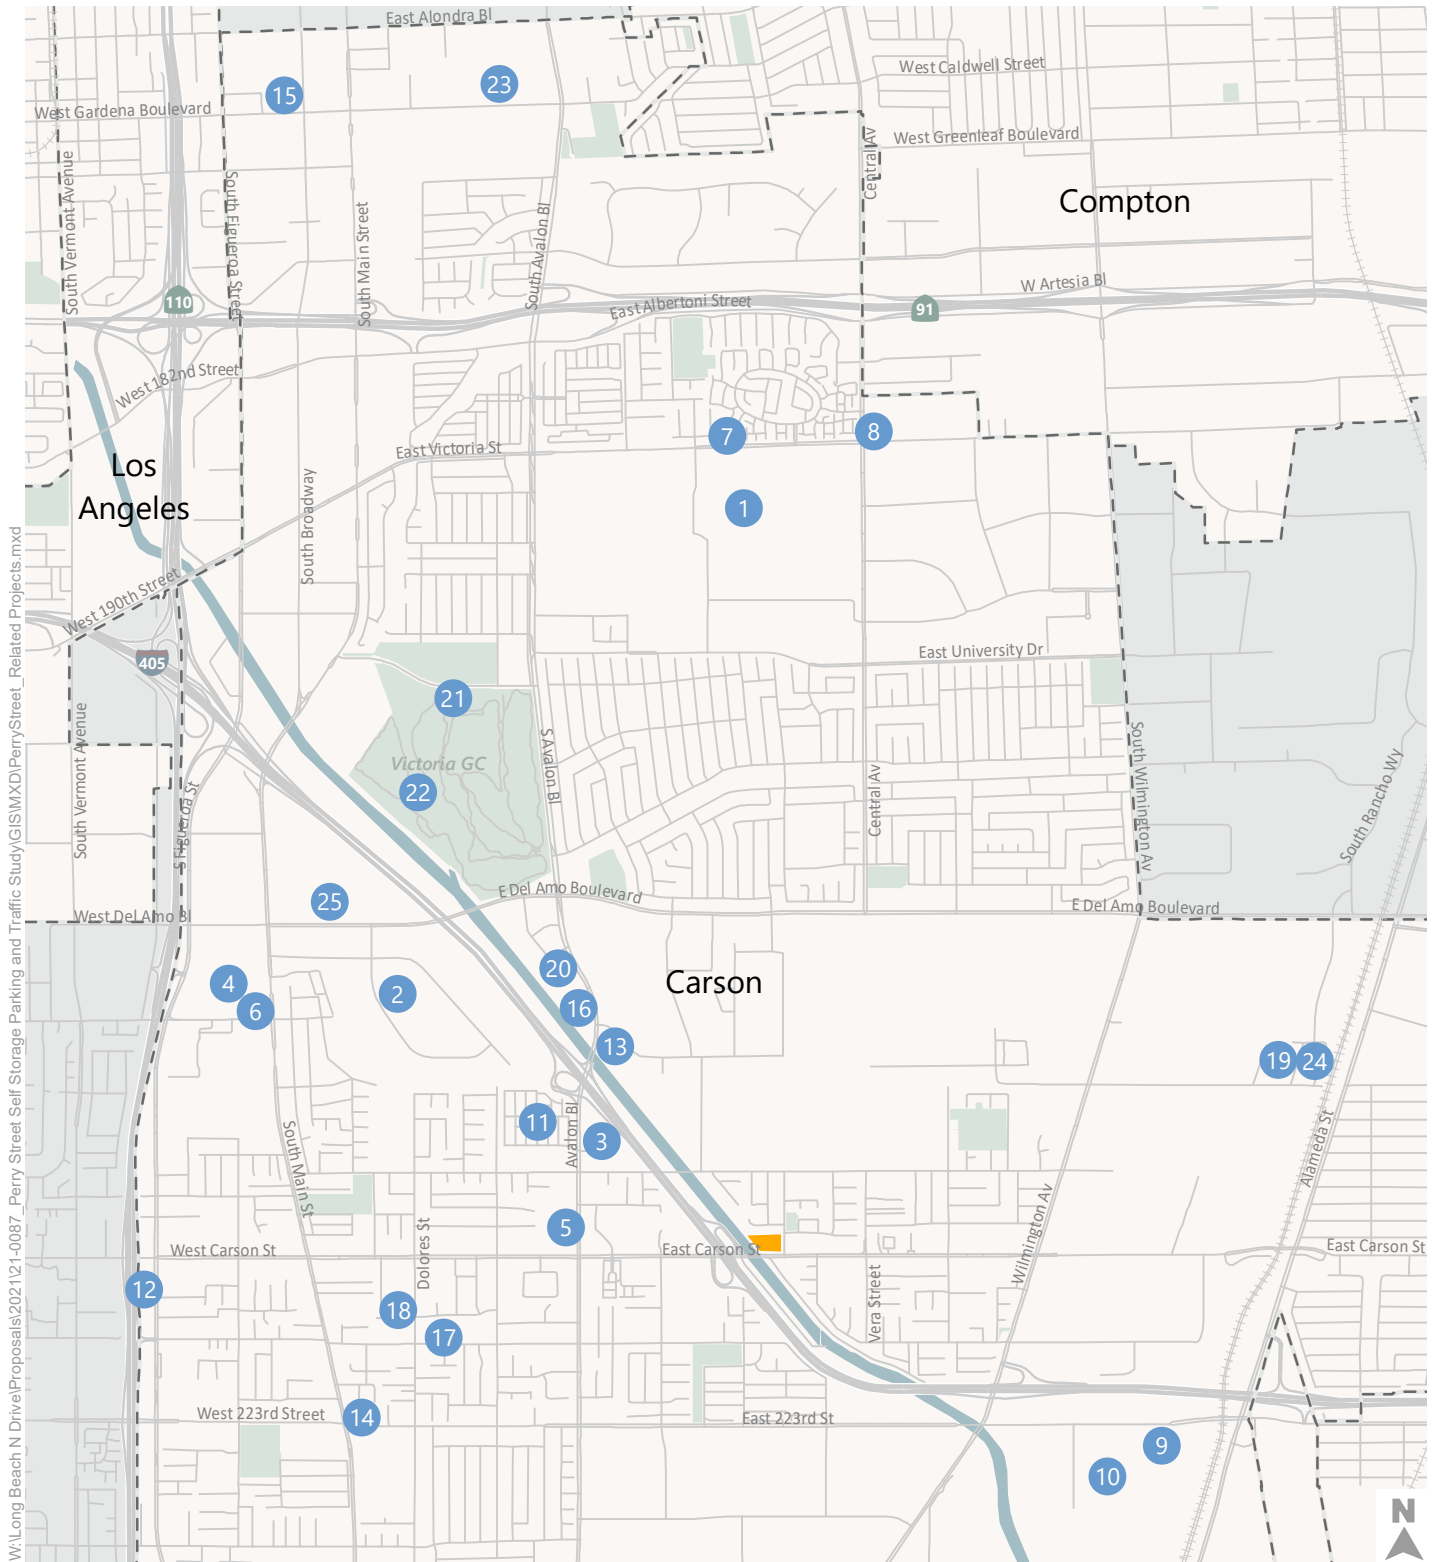 East Alondra Bl
West Caldwell Street
23
15
West Gardena Boulevard
West Greenleaf Boulevard
Central Av
South Vermont Avenue
South Figueroa Street
Compton
South Main Street
South Avalon Bl
W Artesia Bl
110
East Albertoni Street
91
West 182nd Street
7
8
East Victoria St
Los
Angeles
1
South Broadway
West 190th Street
East University Dr
405
21
South Vermont Avenue
S Avalon Bl
South Wilmington Av
Victoria GC
22
Central Av
South Rancho Wy
S Figueroa St
E Del Amo Boulevard
25
E Del Amo Boulevard
West Del Amo Bl
20
4
Carson
2
6
16
13
19
24
11
Avalon Bl
3
South Main St
Alameda St
5
Dolores St
Wilmington Av
West Carson St
East Carson St
East Carson St
12
18
Vera Street
17
West 223rd Street
14
East 223rd St
9
10
N
W:\Long Beach N Drive\Proposals\2021\21-0087_Perry Street Self Storage Parking and Traffic Study\GIS\MXD\PerryStreet_Related Projects.mxd